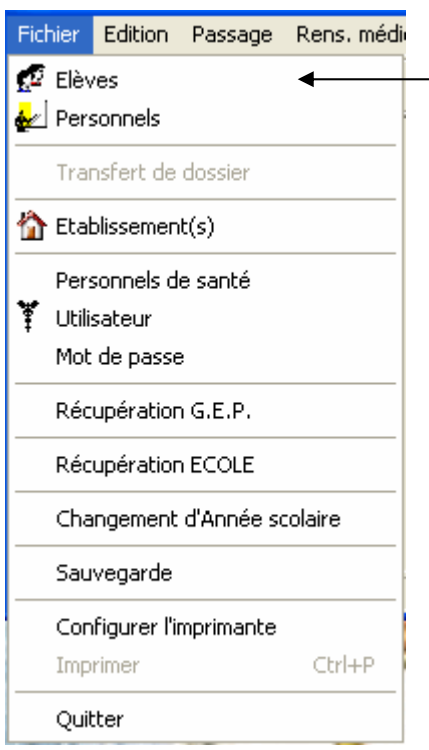 Fichier Edition Passage Rens. médi
Elèves
Personnels
Transfert de dossier
Etablissement(s)
Personnels de santé
Utilisateur
Mot de passe
Récupération G.E.P.
Récupération ECOLE
Changement d'Année scolaire
Sauvegarde
Configurer l'imprimante
Imprimer Ctrl+P
Quitter